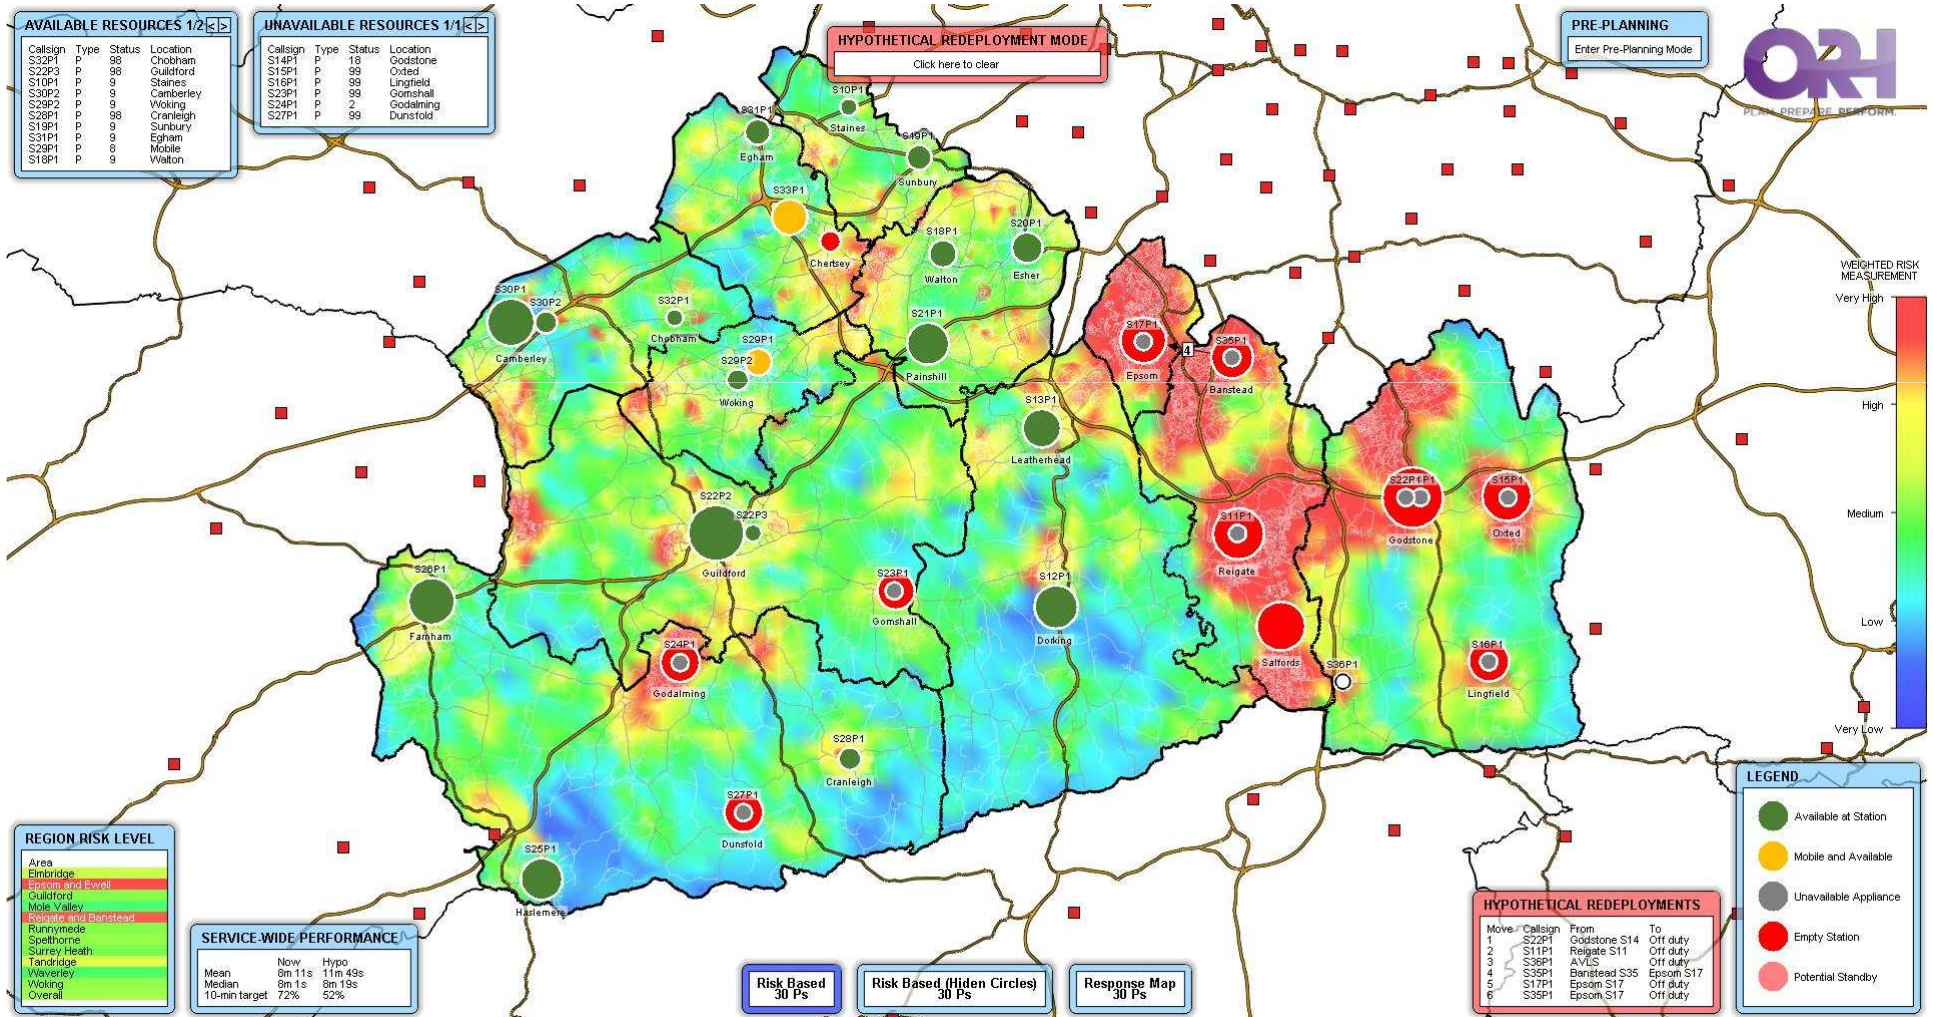 AVAILABLE RESOURCES 1/2 < >
Callsign Type Status Location
S32P1 P 98 Chobham
S22P3 P 98 Guildford
S10P1 P 9 Staines
S30P2 P 9 Camberley
S29P2 P 9 Woking
S28P1 P 98 Cranleigh
S19P1 P 9 Sunbury
S31P1 P 9 Egham
S29P1 P 8 Mobile
S18P1 P 9 Walton
UNAVAILABLE RESOURCES 1/1 < >
Callsign Type Status Location
S14P1 P 18 Godstone
S15P1 P 99 Oxted
S16P1 P 99 Lingfield
S23P1 P 99 Gomshall
S24P1 P 2 Godalming
S27P1 P 99 Dunsfold
HYPOTHETICAL REDEPLOYMENT MODE
Click here to clear
PRE-PLANNING
Enter Pre-Planning Mode
ORH
PLAN. PREPARE. PERFORM.
S10P1
Staines
S31P1
Egham
S19P1
Sunbury
S33P1
Chertsey
S18P1
Walton
S20P1
Esher
S30P1
S30P2
Camberley
S32P1
Chobham
S29P1
S29P2
Woking
S21P1
Painshill
S17P1
Epsom
4
S35P1
Banstead
S13P1
Leatherhead
S22P2
S22P3
Guildford
S11P1
Reigate
Godstone
S15P1
Oxted
S26P1
Farnham
S23P1
Gomshall
S12P1
Dorking
S24P1
Godalming
Salfords
S36P1
S16P1
Lingfield
S28P1
Cranleigh
S27P1
Dunsfold
S25P1
Haslemere
WEIGHTED RISK
MEASUREMENT
Very High
High
Medium
Low
Very Low
REGION RISK LEVEL
Area
Elmbridge
Epsom and Ewell
Guildford
Mole Valley
Reigate and Banstead
Runnymede
Spelthorne
Surrey Heath
Tandridge
Waverley
Woking
Overall
SERVICE-WIDE PERFORMANCE
Now Hypo
Mean 8m 11s 11m 49s
Median 8m 1s 8m 19s
10-min target 72% 52%
Risk Based
30 Ps
Risk Based (Hiden Circles)
30 Ps
Response Map
30 Ps
HYPOTHETICAL REDEPLOYMENTS
Move Callsign From To
1 S22P1 Godstone S14 Off duty
2 S11P1 Reigate S11 Off duty
3 S36P1 AVLS Off duty
4 S35P1 Banstead S35 Epsom S17
5 S17P1 Epsom S17 Off duty
6 S35P1 Epsom S17 Off duty
LEGEND
Available at Station
Mobile and Available
Unavailable Appliance
Empty Station
Potential Standby